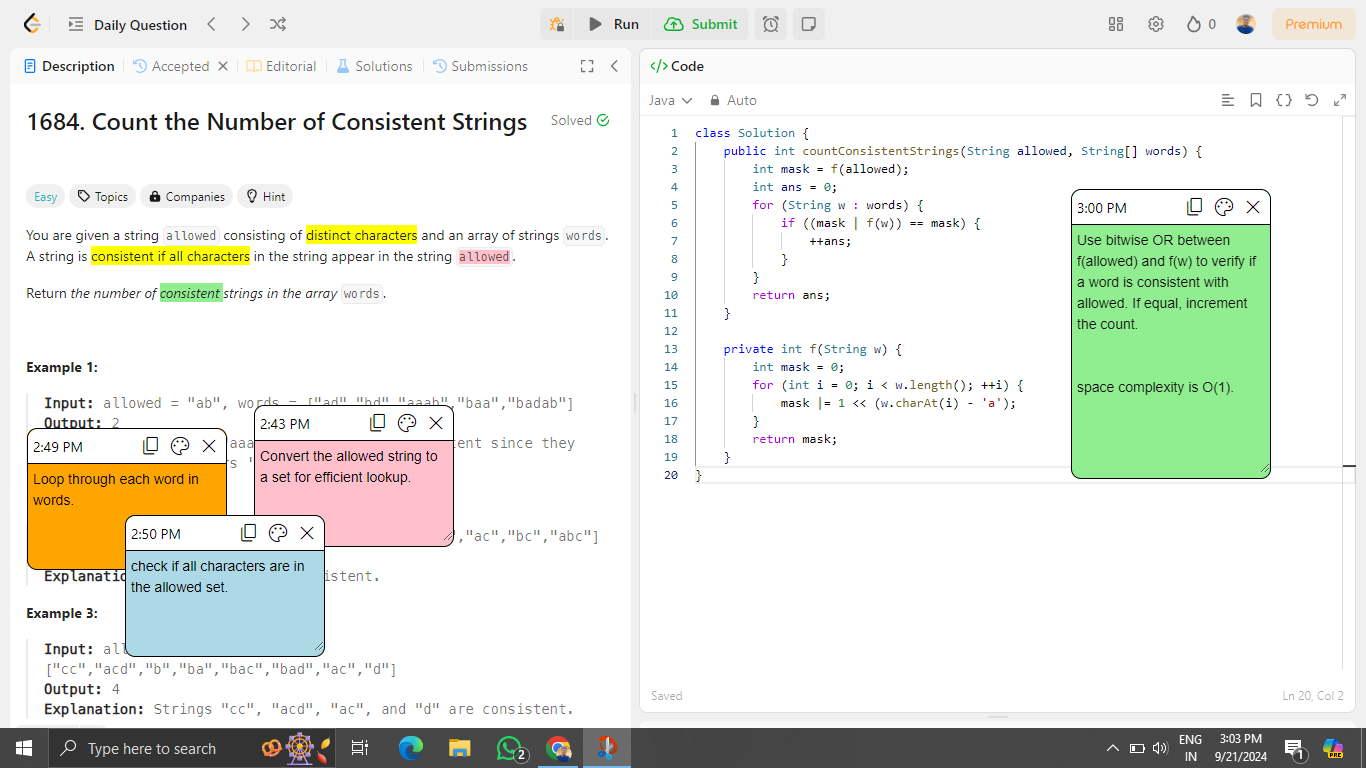 Daily Question
Run
Submit
0
Premium
Description
Accepted
Editorial
Solutions
Submissions
1684. Count the Number of Consistent Strings
Solved
Easy
Topics
Companies
Hint
You are given a string allowed consisting of distinct characters and an array of strings words.
A string is consistent if all characters in the string appear in the string allowed.
Return the number of consistent strings in the array words.
Example 1:
Input: allowed = "ab", words = ["ad","bd","aaab","baa","badab"]
Output: 2
2:43 PM
Convert the allowed string to
a set for efficient lookup.
2:49 PM
Loop through each word in
words.
2:50 PM
check if all characters are in
the allowed set.
"aaa
ent since they
rs '
,"ac","bc","abc"]
Explanatio
istent.
Example 3:
Input: all
["cc","acd","b","ba","bac","bad","ac","d"]
Output: 4
Explanation: Strings "cc", "acd", "ac", and "d" are consistent.
</> Code
Java
Auto
1 class Solution {
2 public int countConsistentStrings(String allowed, String[] words) {
3 int mask = f(allowed);
4 int ans = 0;
5 for (String w : words) {
6 if ((mask | f(w)) == mask) {
7 ++ans;
8 }
9 }
10 return ans;
11 }
12
13 private int f(String w) {
14 int mask = 0;
15 for (int i = 0; i < w.length(); ++i) {
16 mask |= 1 << (w.charAt(i) - 'a');
17 }
18 return mask;
19 }
20 }
3:00 PM
Use bitwise OR between
f(allowed) and f(w) to verify if
a word is consistent with
allowed. If equal, increment
the count.
space complexity is O(1).
Saved
Ln 20, Col 2
Type here to search
2
ENG
IN
3:03 PM
9/21/2024
1
PRE